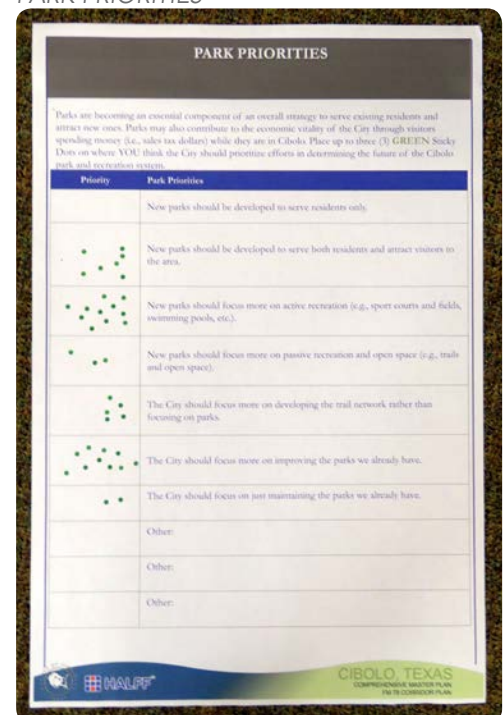 PARK PRIORITIES
PARK PRIORITIES
Parks are becoming an essential component of an overall strategy to serve existing residents and
attract new ones. Parks may also contribute to the economic vitality of the City through visitors
spending money (i.e., sales tax dollars) while they are in Cibolo. Place up to three (3) GREEN Sticky
Dots on where YOU think the City should prioritize efforts in determining the future of the Cibolo
park and recreation system.
Priority Park Priorities
New parks should be developed to serve residents only.
New parks should be developed to serve both residents and attract visitors to
the area.
New parks should focus more on active recreation (e.g., sport courts and fields,
swimming pools, etc.).
New parks should focus more on passive recreation and open space (e.g., trails
and open space).
The City should focus more on developing the trail network rather than
focusing on parks.
The City should focus more on improving the parks we already have.
The City should focus on just maintaining the parks we already have.
Other:
Other:
Other:
HALFF
CIBOLO, TEXAS
COMPREHENSIVE MASTER PLAN
FM 78 CORRIDOR PLAN